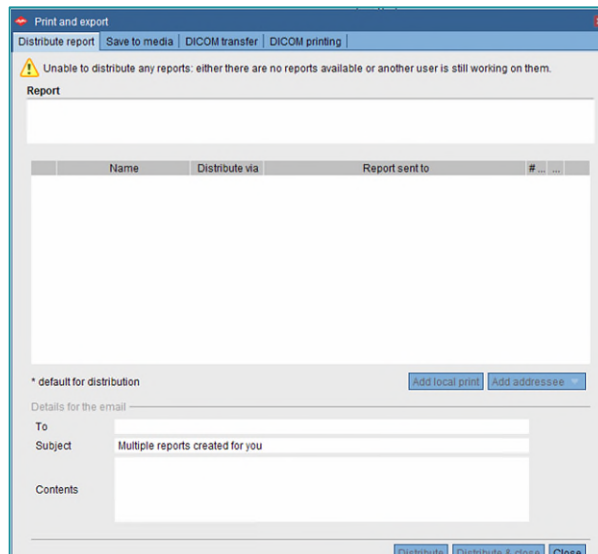 Print and export
Distribute report Save to media DICOM transfer DICOM printing
Unable to distribute any reports: either there are no reports available or another user is still working on them.
Report
Name Distribute via Report sent to # ... ...
* default for distribution Add local print Add addressee
Details for the email
To
Subject Multiple reports created for you
Contents
Distribute Distribute & close Close